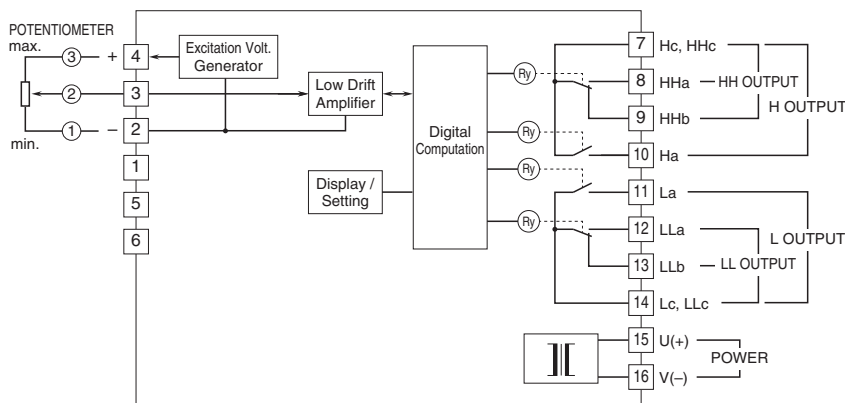 POTENTIOMETER
max.
3
+
4
Excitation Volt.
Generator
2
3
Low Drift
Amplifier
1
–
2
min.
1
5
6
Display /
Setting
Digital
Computation
Ry
Ry
Ry
Ry
7 Hc, HHc
8 HHa
HH OUTPUT
9 HHb
H OUTPUT
10 Ha
11 La
12 LLa
L OUTPUT
13 LLb
LL OUTPUT
14 Lc, LLc
15 U(+)
POWER
16 V(–)